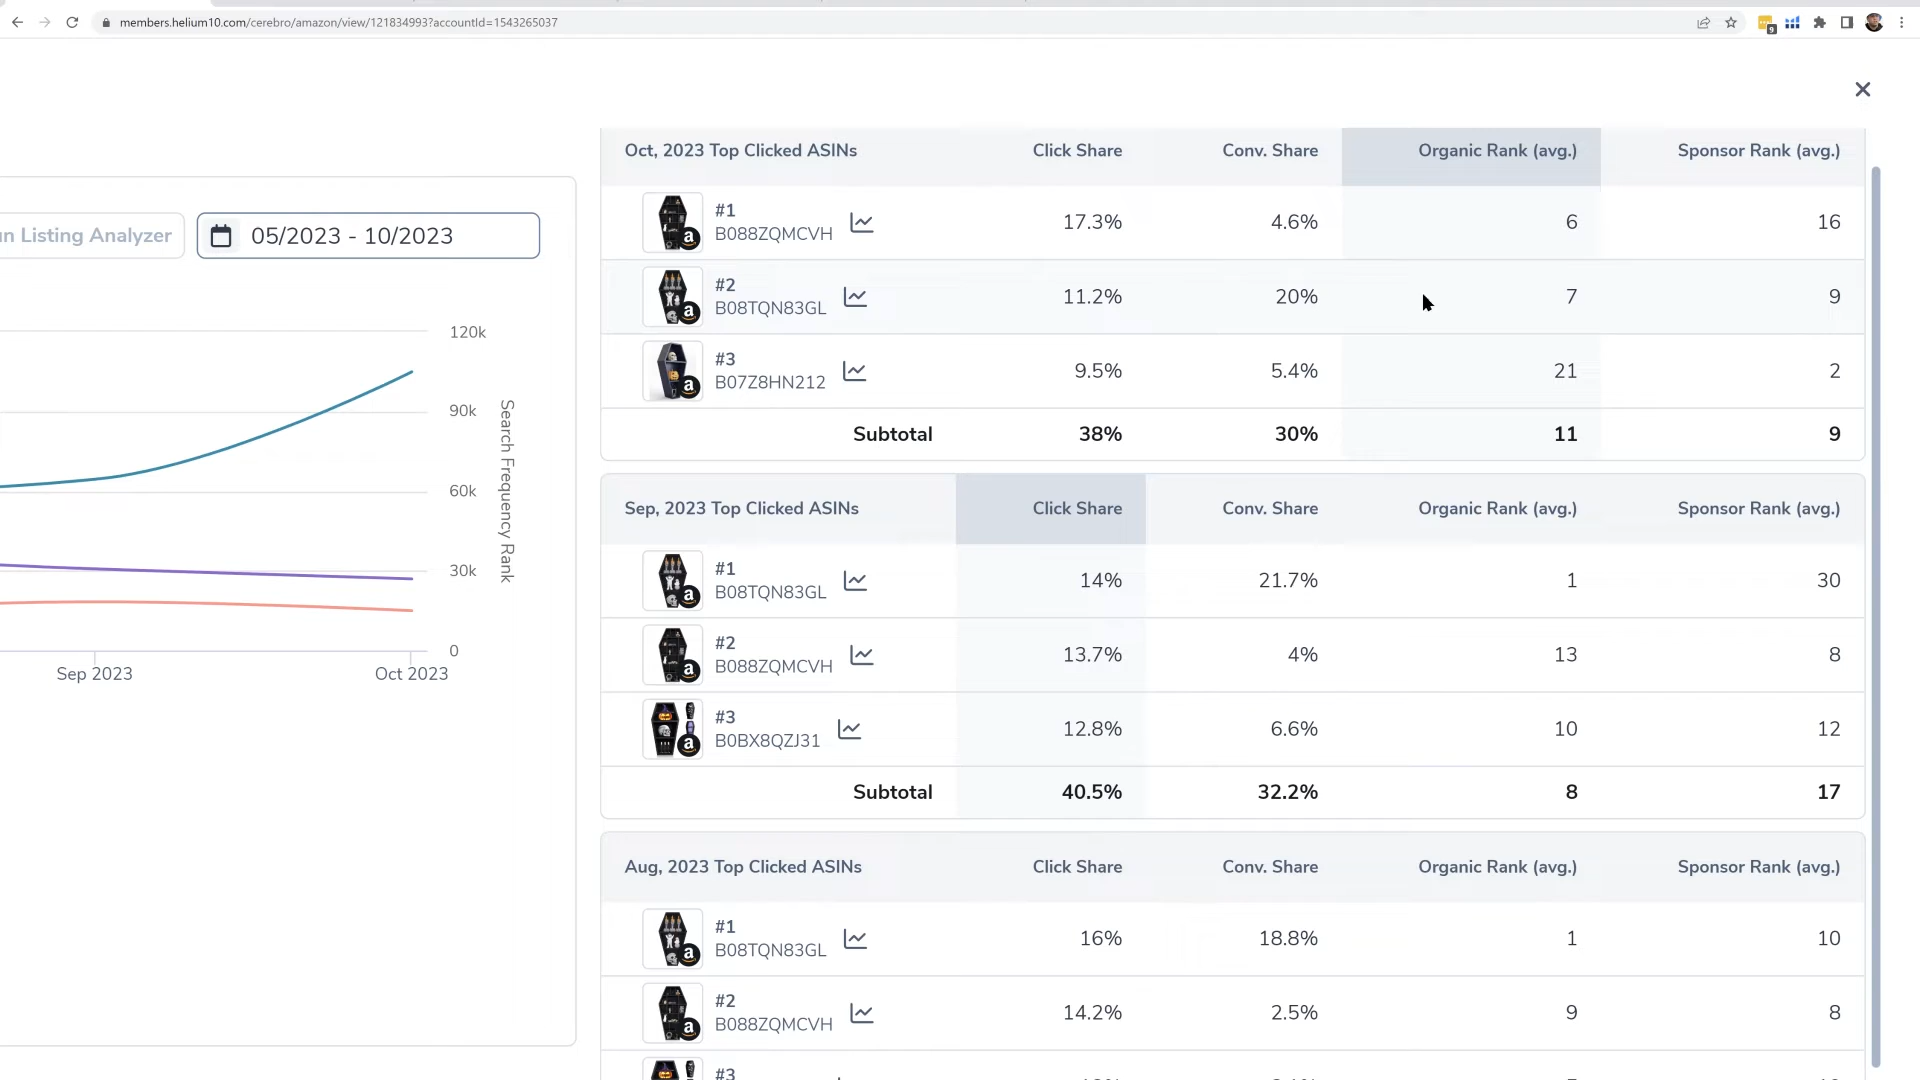 members.helium10.com/cerebro/amazon/view/121834993?accountId=1543265037
9
n Listing Analyzer
05/2023 - 10/2023
120k
90k
60k
30k
0
Search Frequency Rank
Sep 2023
Oct 2023
Oct, 2023 Top Clicked ASINs Click Share Conv. Share Organic Rank (avg.) Sponsor Rank (avg.)
#1
B088ZQMCVH 17.3% 4.6% 6 16
#2
B08TQN83GL 11.2% 20% 7 9
#3
B07Z8HN212 9.5% 5.4% 21 2
Subtotal 38% 30% 11 9
Sep, 2023 Top Clicked ASINs Click Share Conv. Share Organic Rank (avg.) Sponsor Rank (avg.)
#1
B08TQN83GL 14% 21.7% 1 30
#2
B088ZQMCVH 13.7% 4% 13 8
#3
B0BX8QZJ31 12.8% 6.6% 10 12
Subtotal 40.5% 32.2% 8 17
Aug, 2023 Top Clicked ASINs Click Share Conv. Share Organic Rank (avg.) Sponsor Rank (avg.)
#1
B08TQN83GL 16% 18.8% 1 10
#2
B088ZQMCVH 14.2% 2.5% 9 8
#3